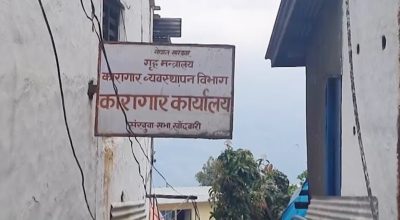 नेपाल सरकार
गृह मन्त्रालय
कारागार व्यवस्थापन विभाग
कारागार कार्यालय
संखुवासभा, खाँदबारी